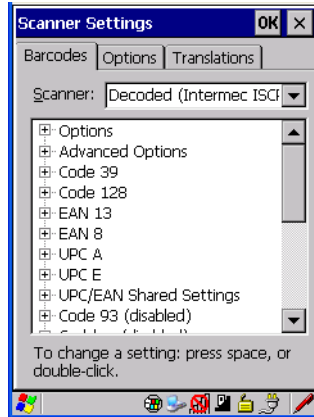 Scanner Settings OK ×
Barcodes Options Translations
Scanner: Decoded (Intermec ISCP
Options
Advanced Options
Code 39
Code 128
EAN 13
EAN 8
UPC A
UPC E
UPC/EAN Shared Settings
Code 93 (disabled)
To change a setting: press space, or
double-click.